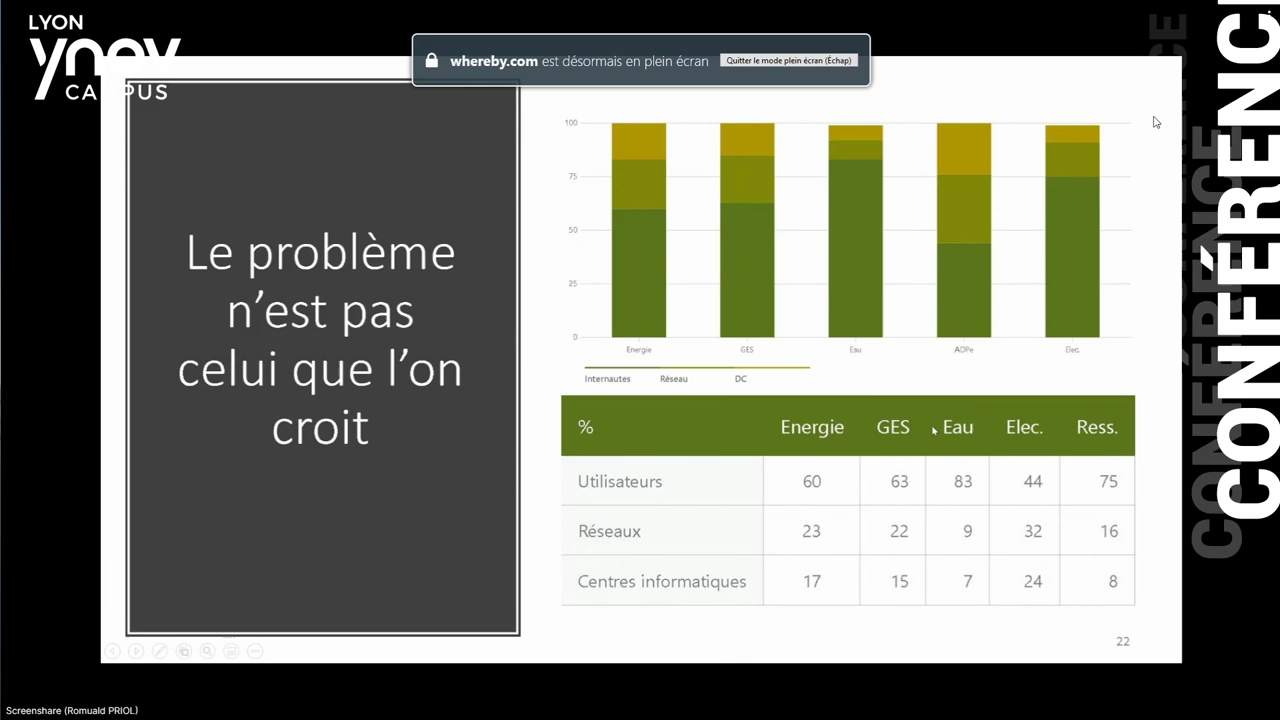 LYON
ynov
CAMPUS
whereby.com est désormais en plein écran
Quitter le mode plein écran (Échap)
CONFÉRENCE
CONFÉRENCE
Le problème
n'est pas
celui que l'on
croit
100
75
50
25
0
Energie GES Eau ADPe Elec.
Internautes Réseau DC
% Energie GES Eau Elec. Ress.
Utilisateurs 60 63 83 44 75
Réseaux 23 22 9 32 16
Centres informatiques 17 15 7 24 8
22
Screenshare (Romuald PRIOL)